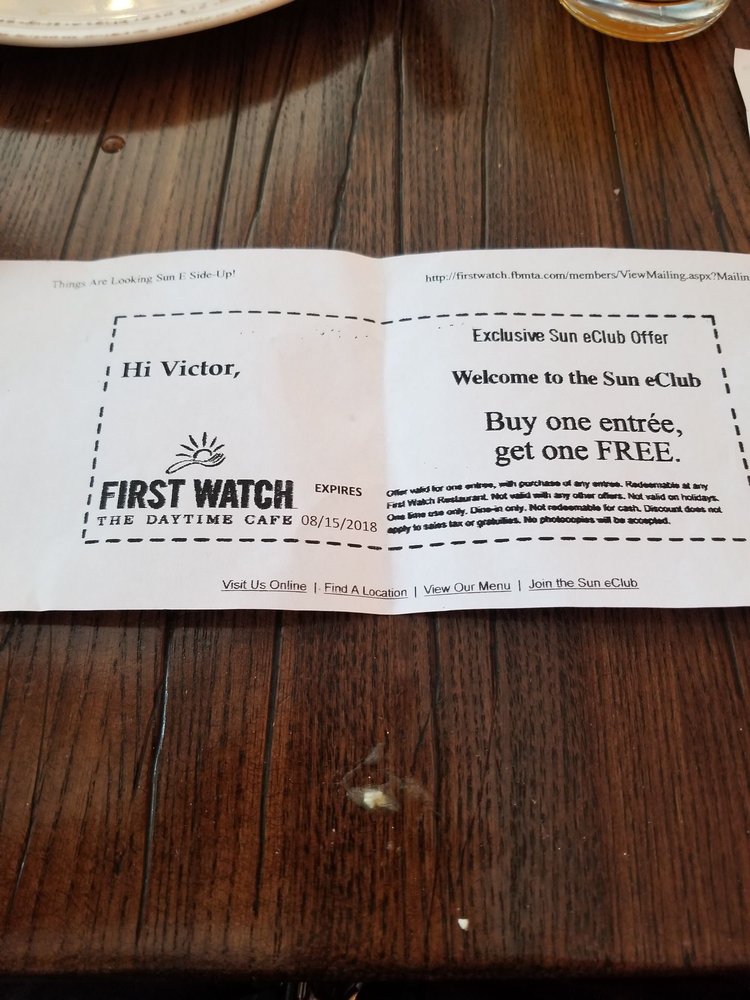 Things Are Looking Sun E Side-Up!
http://firstwatch.fbmta.com/members/ViewMailing.aspx?Mailin
Hi Victor,
FIRST WATCH
THE DAYTIME CAFE
EXPIRES
08/15/2018
Exclusive Sun eClub Offer
Welcome to the Sun eClub
Buy one entrée,
get one FREE.
Offer valid for one entree, with purchase of any entree. Redeemable at any
First Watch Restaurant. Not valid with any other offers. Not valid on holidays.
One time use only. Dine-in only. Not redeemable for cash. Discount does not
apply to sales tax or gratuities. No photocopies will be accepted.
Visit Us Online | Find A Location | View Our Menu | Join the Sun eClub